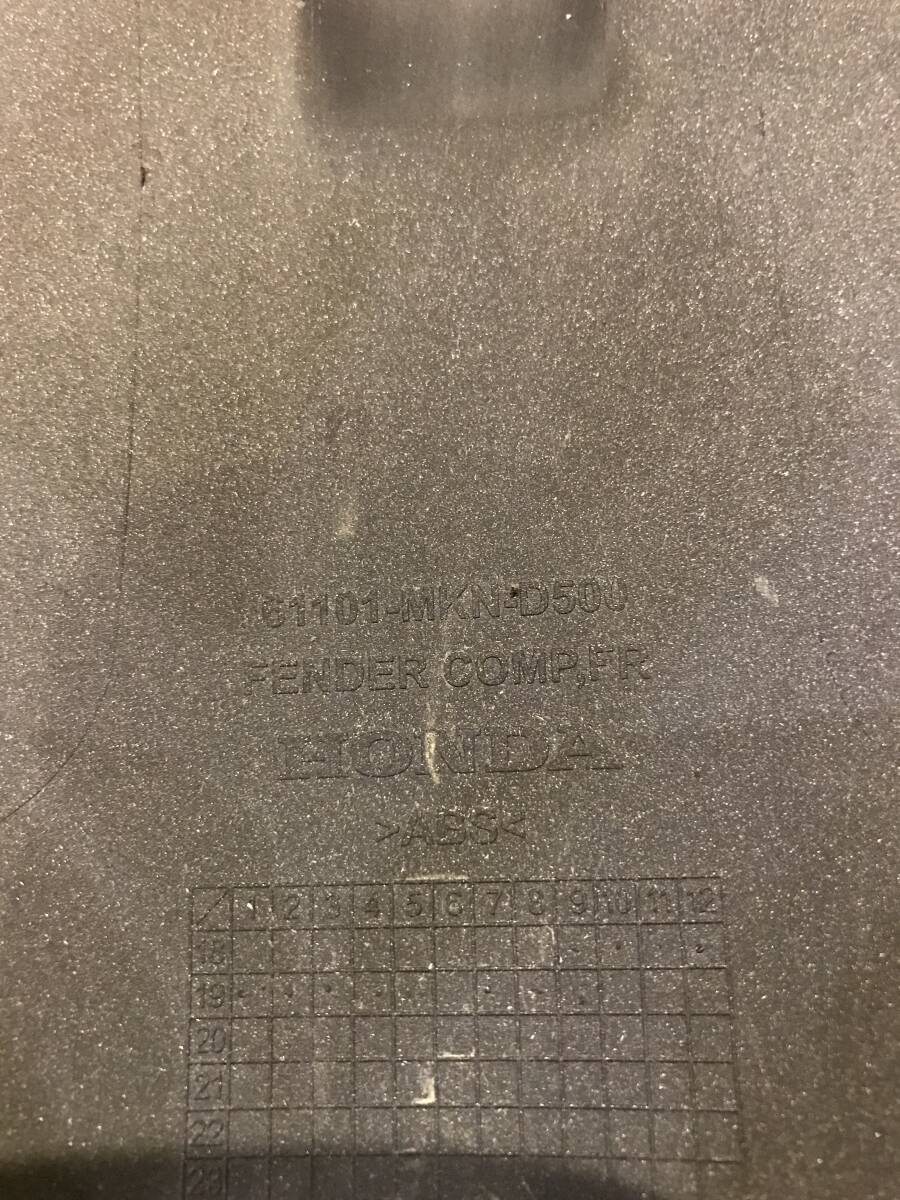 61101-MKN-D500
FENDER COMP,FR
HONDA
>ABS<
1 2 3 4 5 6 7 8 9 10 11 12
18
19
20
21
22
23